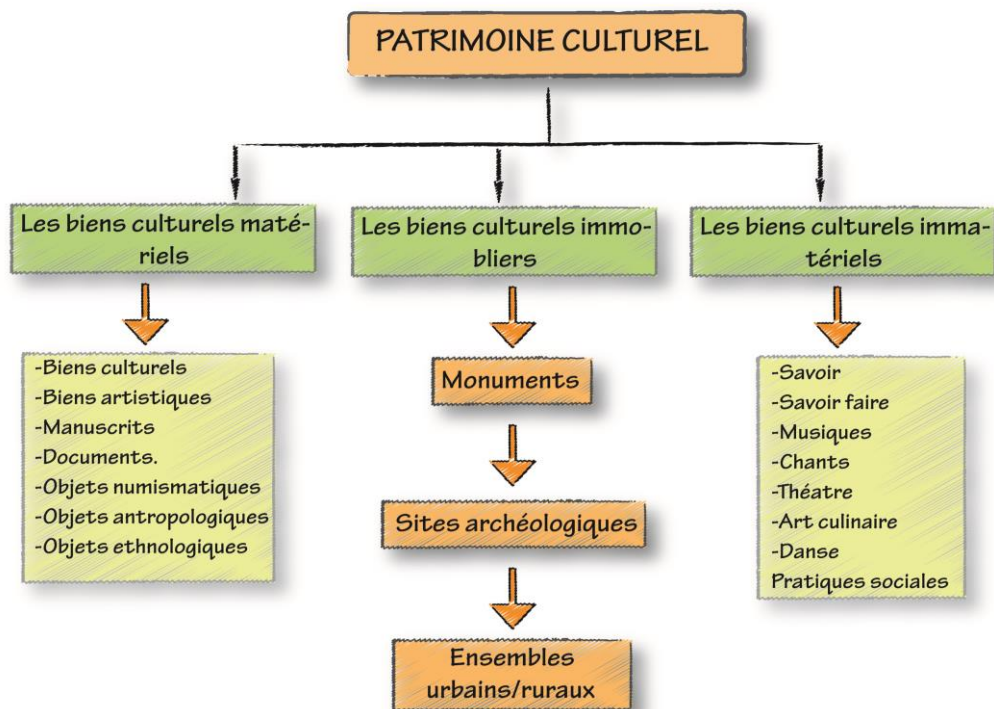 PATRIMOINE CULTUREL
Les biens culturels maté-
riels
-Biens culturels
-Biens artistiques
-Manuscrits
-Documents.
-Objets numismatiques
-Objets antropologiques
-Objets ethnologiques
Les biens culturels immo-
bliers
Monuments
Sites archéologiques
Ensembles
urbains/ruraux
Les biens culturels imma-
tériels
-Savoir
-Savoir faire
-Musiques
-Chants
-Théatre
-Art culinaire
-Danse
Pratiques sociales